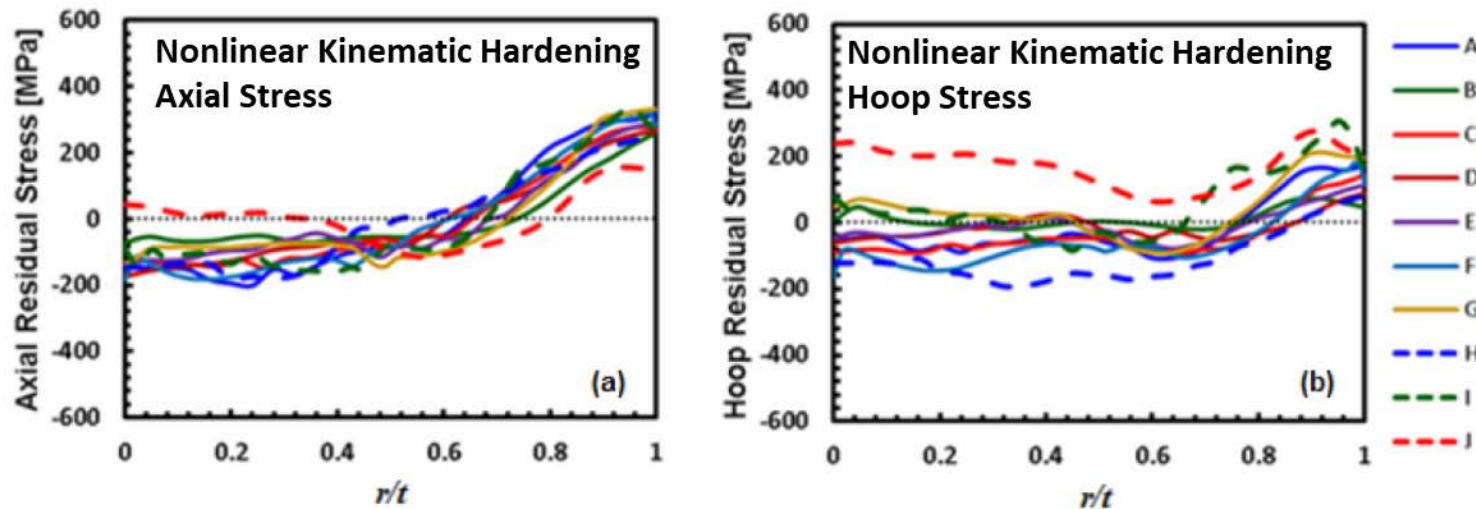 Axial Residual Stress [MPa]
600
400
200
0
-200
-400
-600
Nonlinear Kinematic Hardening
Axial Stress
(a)
0
0.2
0.4
0.6
0.8
1
r/t
Hoop Residual Stress [MPa]
600
400
200
0
-200
-400
-600
Nonlinear Kinematic Hardening
Hoop Stress
(b)
0
0.2
0.4
0.6
0.8
1
r/t
A
B
C
D
E
F
G
H
I
J